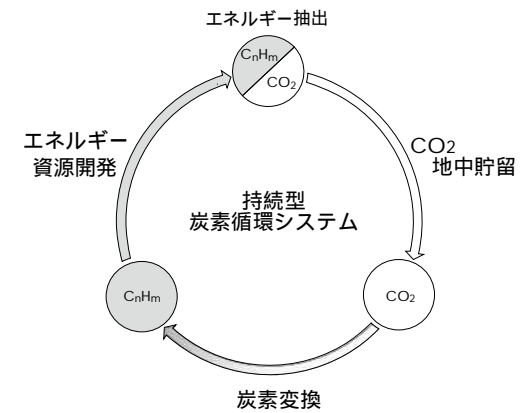 エネルギー抽出
CnHm
CO2
エネルギー
資源開発
CO2
地中貯留
持続型
炭素循環システム
CnHm
CO2
炭素変換